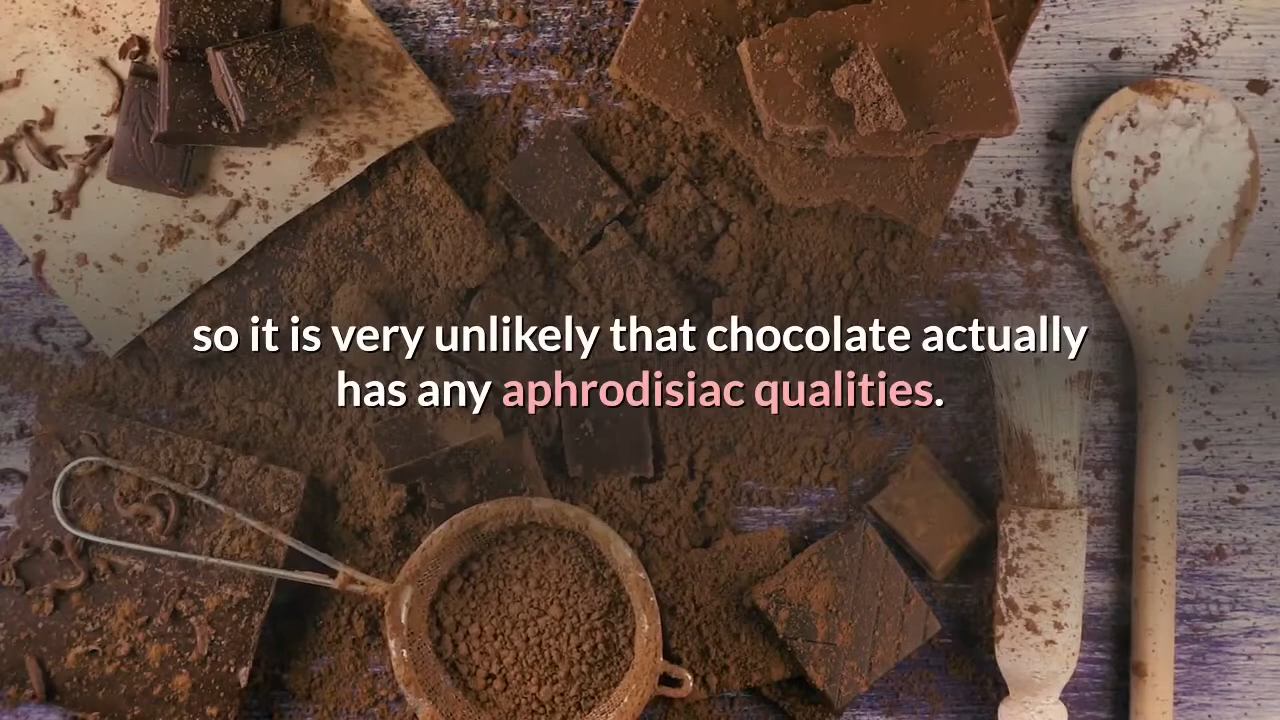 so it is very unlikely that chocolate actually
has any aphrodisiac qualities.